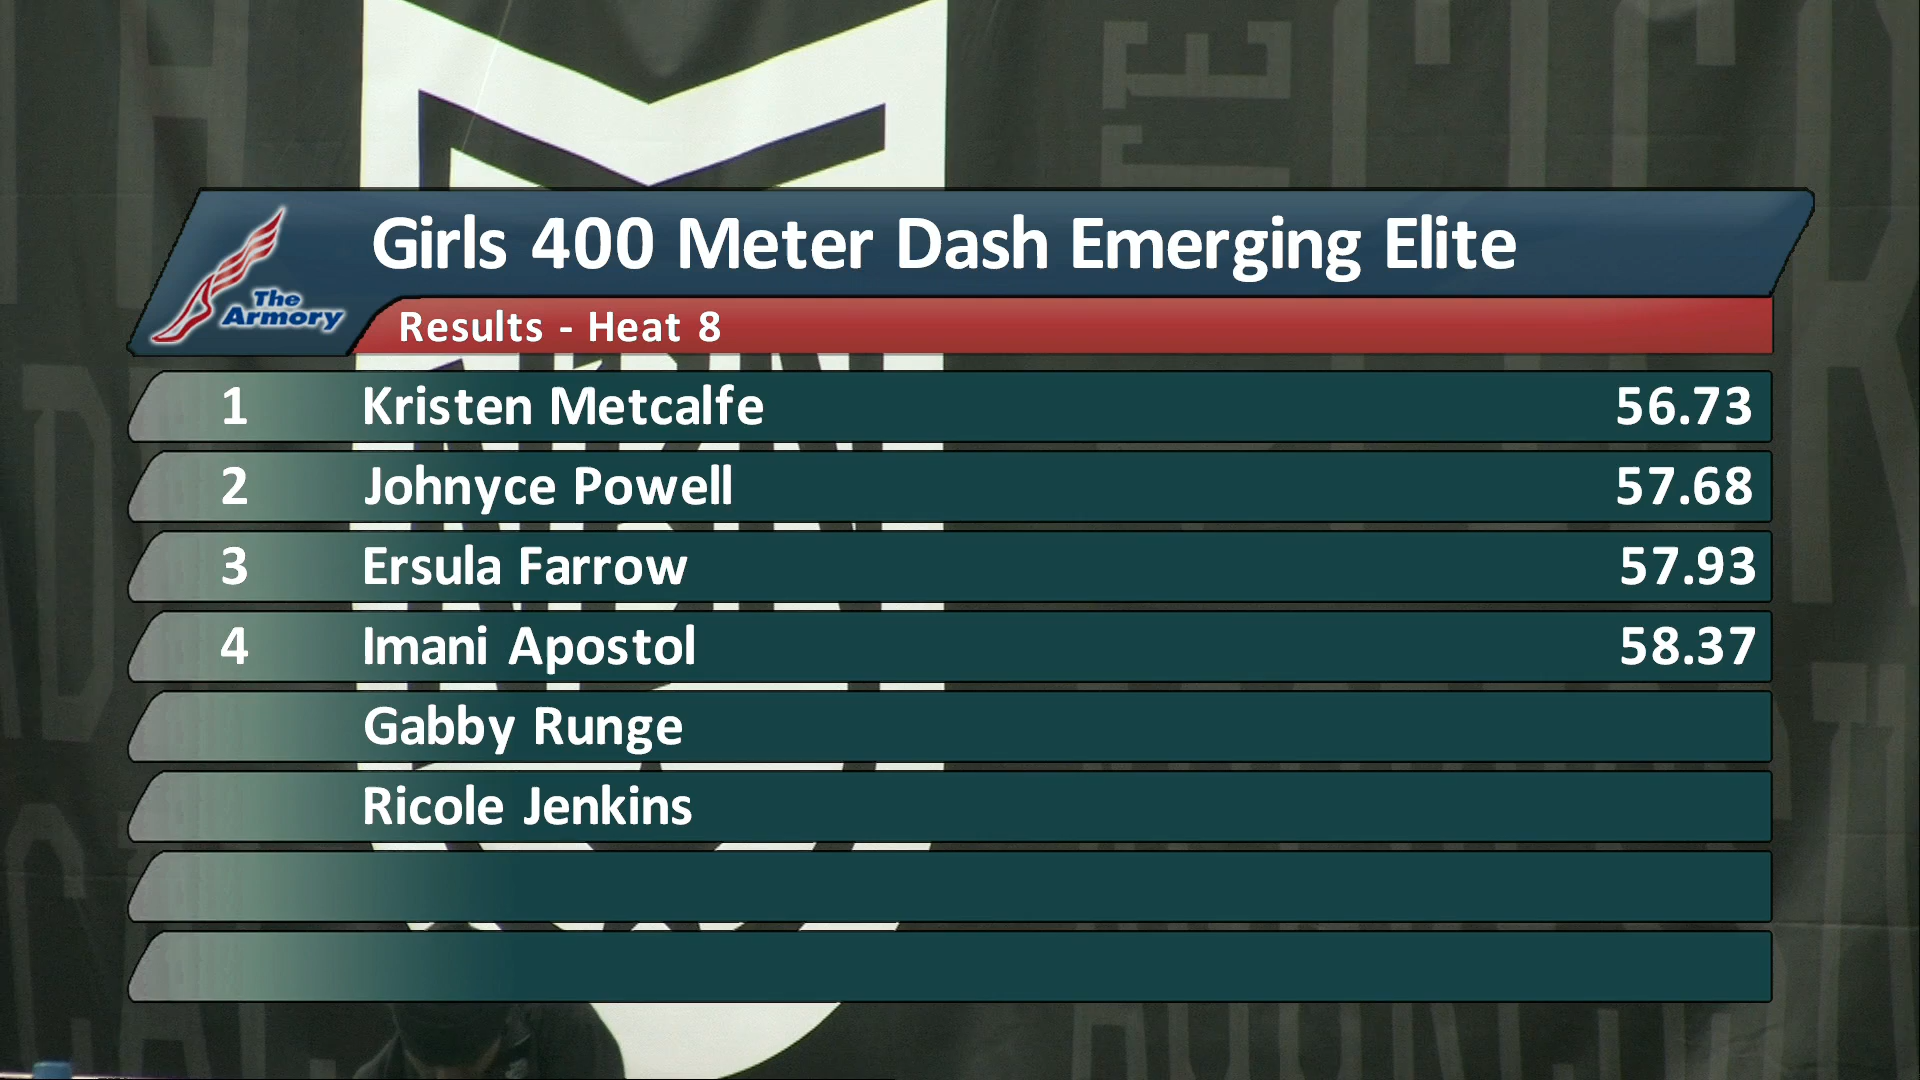 Girls 400 Meter Dash Emerging Elite
The
Armory
Results - Heat 8
1 Kristen Metcalfe 56.73
2 Johnyce Powell 57.68
3 Ersula Farrow 57.93
4 Imani Apostol 58.37
Gabby Runge
Ricole Jenkins